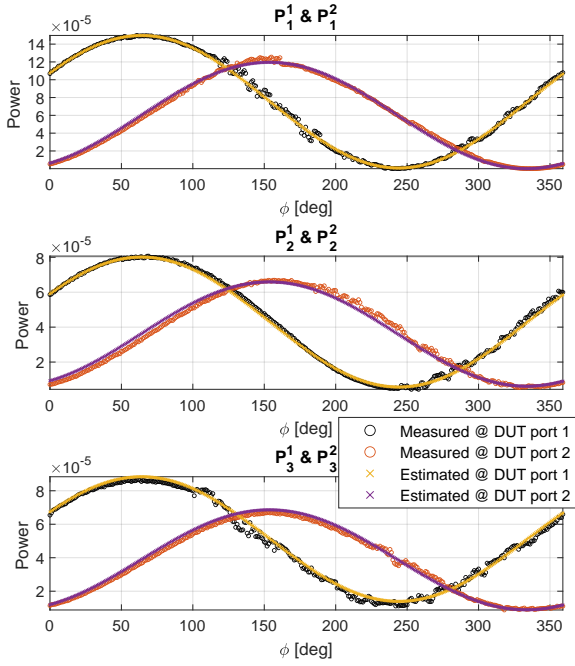 P₁¹ & P₁²
×10⁻⁵
14
12
10
8
6
4
2
Power
0 50 100 150 200 250 300 350
ϕ [deg]
P₂¹ & P₂²
×10⁻⁵
8
6
4
2
Power
0 50 100 150 200 250 300 350
ϕ [deg]
P₃¹ & P₃²
×10⁻⁵
Measured @ DUT port 1
Measured @ DUT port 2
Estimated @ DUT port 1
Estimated @ DUT port 2
8
6
4
2
Power
0 50 100 150 200 250 300 350
ϕ [deg]